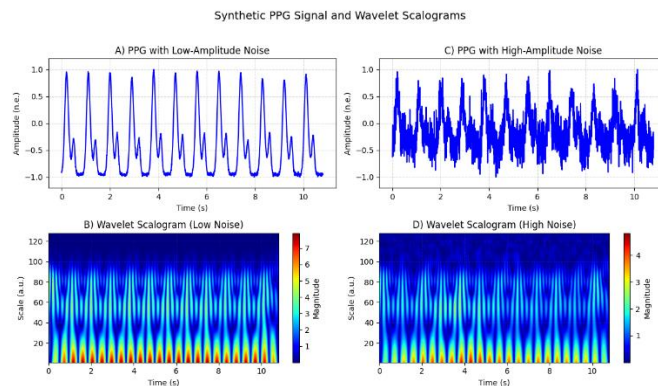 Synthetic PPG Signal and Wavelet Scalograms
A) PPG with Low-Amplitude Noise
1.0
0.5
0.0
−0.5
−1.0
Amplitude (n.e.)
0 2 4 6 8 10
Time (s)
C) PPG with High-Amplitude Noise
1.0
0.5
0.0
−0.5
−1.0
Amplitude (n.e.)
0 2 4 6 8 10
Time (s)
B) Wavelet Scalogram (Low Noise)
120
100
80
60
40
20
Scale (a.u.)
0 2 4 6 8 10
Time (s)
7
6
5
4
3
2
1
Magnitude
D) Wavelet Scalogram (High Noise)
120
100
80
60
40
20
Scale (a.u.)
0 2 4 6 8 10
Time (s)
4
3
2
1
Magnitude